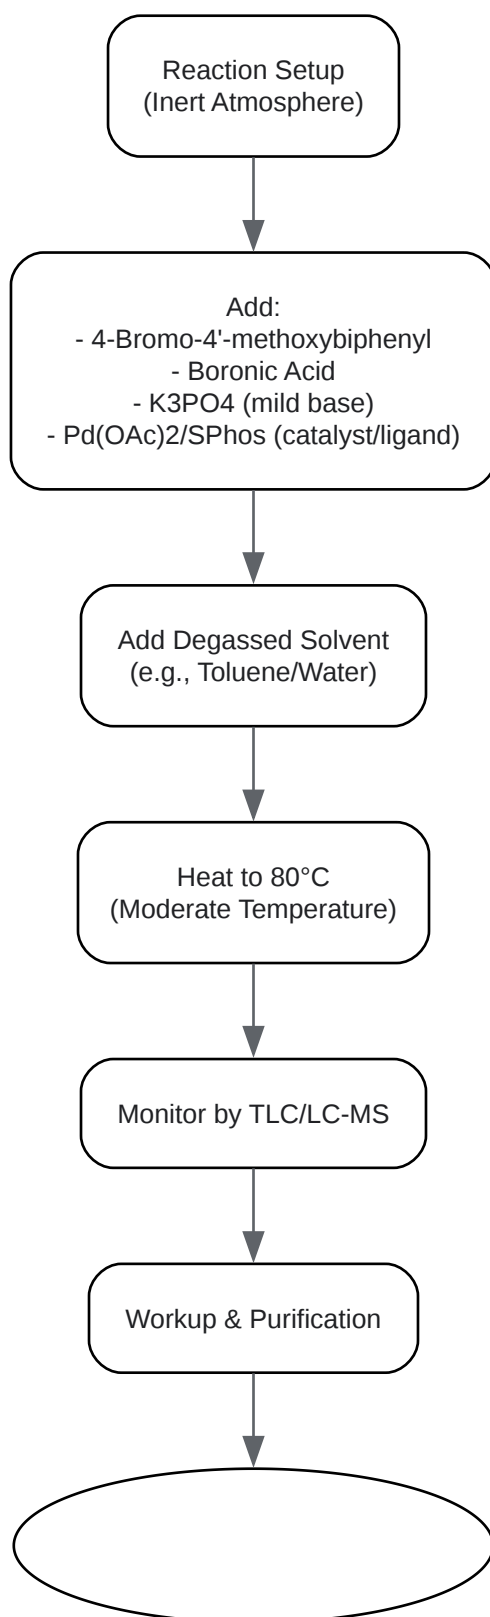 Reaction Setup
(Inert Atmosphere)
Add:
- 4-Bromo-4'-methoxybiphenyl
- Boronic Acid
- K3PO4 (mild base)
- Pd(OAc)2/SPhos (catalyst/ligand)
Add Degassed Solvent
(e.g., Toluene/Water)
Heat to 80°C
(Moderate Temperature)
Monitor by TLC/LC-MS
Workup & Purification